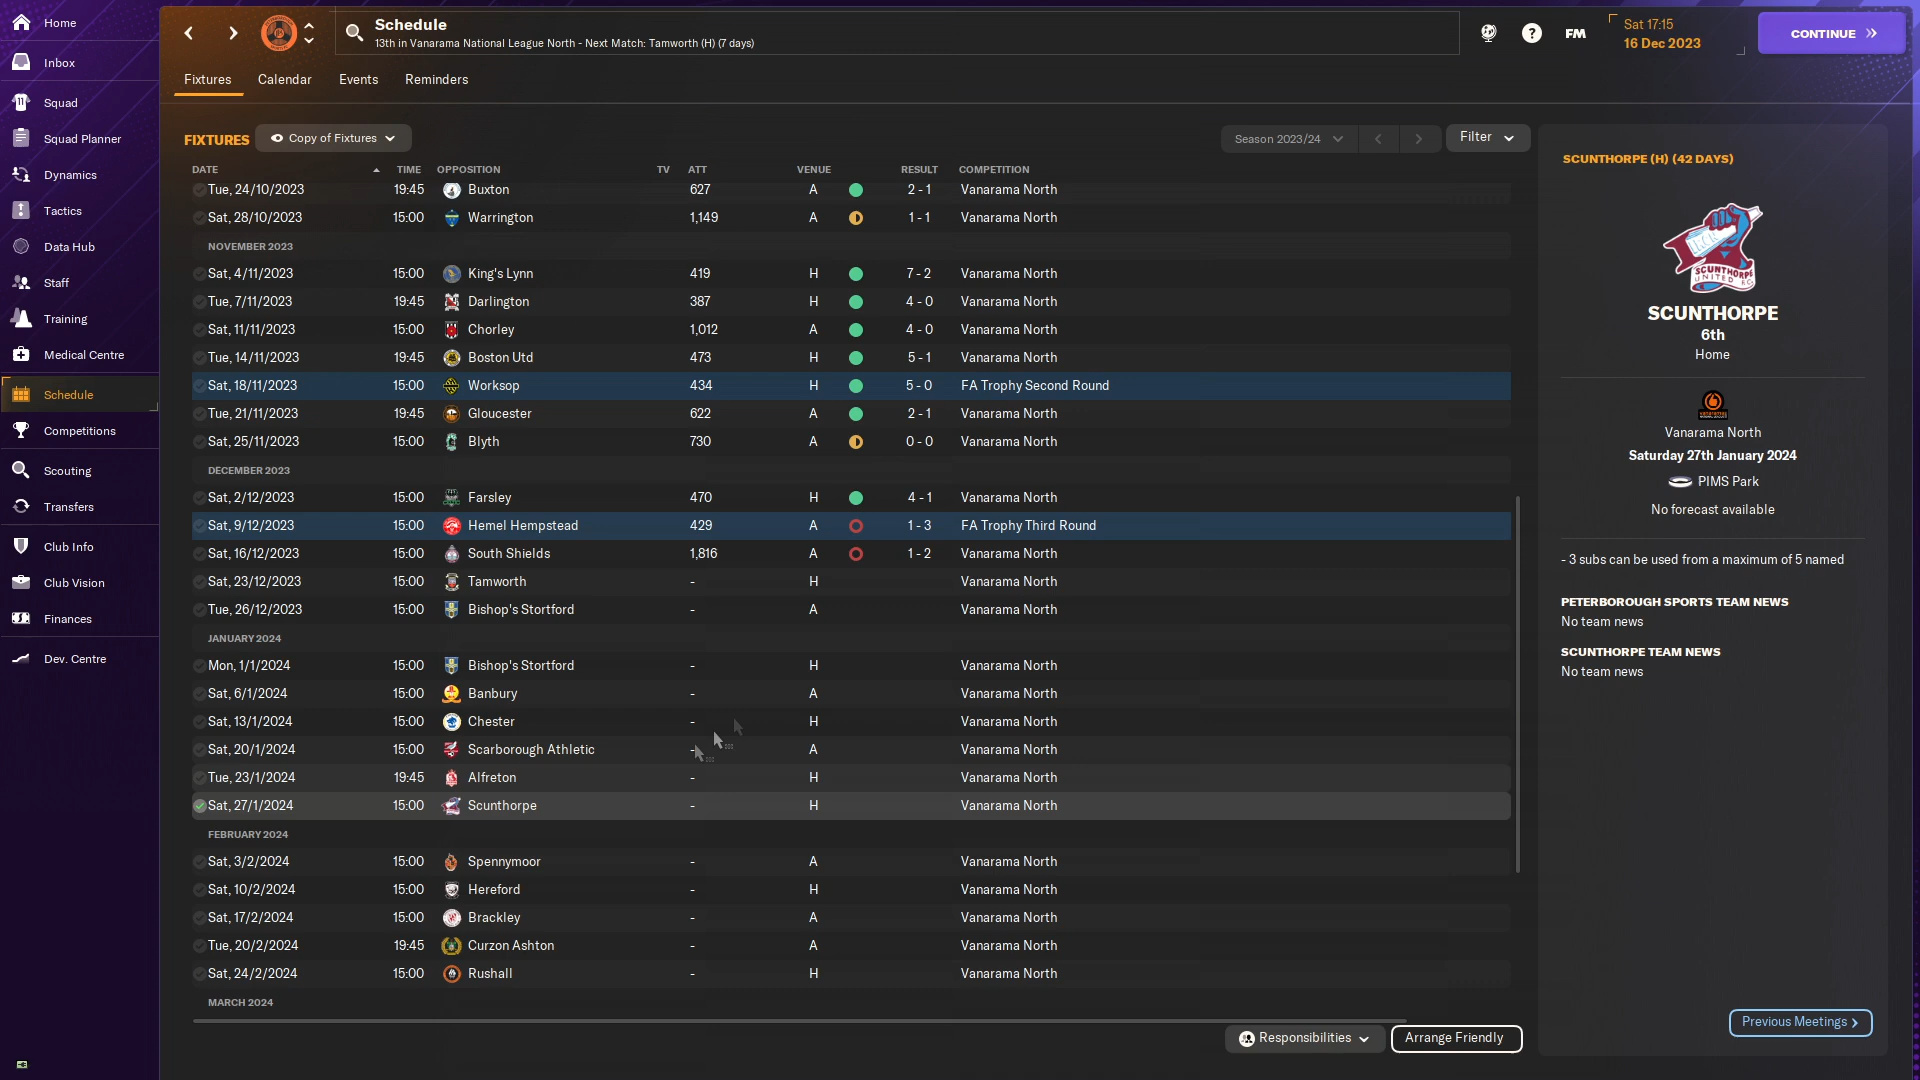 Home
Inbox
Squad
Squad Planner
Dynamics
Tactics
Data Hub
Staff
Training
Medical Centre
Schedule
Competitions
Scouting
Transfers
Club Info
Club Vision
Finances
Dev. Centre
Schedule
13th in Vanarama National League North - Next Match: Tamworth (H) (7 days)
? FM
Sat 17:15
16 Dec 2023
CONTINUE
Fixtures Calendar Events Reminders
FIXTURES Copy of Fixtures Season 2023/24 Filter
DATE TIME OPPOSITION TV ATT VENUE RESULT COMPETITION
Tue, 24/10/2023 19:45 Buxton 627 A 2 - 1 Vanarama North
Sat, 28/10/2023 15:00 Warrington 1,149 A 1 - 1 Vanarama North
NOVEMBER 2023
Sat, 4/11/2023 15:00 King's Lynn 419 H 7 - 2 Vanarama North
Tue, 7/11/2023 19:45 Darlington 387 H 4 - 0 Vanarama North
Sat, 11/11/2023 15:00 Chorley 1,012 A 4 - 0 Vanarama North
Tue, 14/11/2023 19:45 Boston Utd 473 H 5 - 1 Vanarama North
Sat, 18/11/2023 15:00 Worksop 434 H 5 - 0 FA Trophy Second Round
Tue, 21/11/2023 19:45 Gloucester 622 A 2 - 1 Vanarama North
Sat, 25/11/2023 15:00 Blyth 730 A 0 - 0 Vanarama North
DECEMBER 2023
Sat, 2/12/2023 15:00 Farsley 470 H 4 - 1 Vanarama North
Sat, 9/12/2023 15:00 Hemel Hempstead 429 A 1 - 3 FA Trophy Third Round
Sat, 16/12/2023 15:00 South Shields 1,816 A 1 - 2 Vanarama North
Sat, 23/12/2023 15:00 Tamworth - H Vanarama North
Tue, 26/12/2023 15:00 Bishop's Stortford - A Vanarama North
JANUARY 2024
Mon, 1/1/2024 15:00 Bishop's Stortford - H Vanarama North
Sat, 6/1/2024 15:00 Banbury - A Vanarama North
Sat, 13/1/2024 15:00 Chester - H Vanarama North
Sat, 20/1/2024 15:00 Scarborough Athletic - A Vanarama North
Tue, 23/1/2024 19:45 Alfreton - H Vanarama North
Sat, 27/1/2024 15:00 Scunthorpe - H Vanarama North
FEBRUARY 2024
Sat, 3/2/2024 15:00 Spennymoor - A Vanarama North
Sat, 10/2/2024 15:00 Hereford - H Vanarama North
Sat, 17/2/2024 15:00 Brackley - A Vanarama North
Tue, 20/2/2024 19:45 Curzon Ashton - A Vanarama North
Sat, 24/2/2024 15:00 Rushall - H Vanarama North
MARCH 2024
Responsibilities Arrange Friendly
SCUNTHORPE (H) (42 DAYS)
SCUNTHORPE
UNITED F.C.
SCUNTHORPE
6th
Home
Vanarama North
Saturday 27th January 2024
PIMS Park
No forecast available
- 3 subs can be used from a maximum of 5 named
PETERBOROUGH SPORTS TEAM NEWS
No team news
SCUNTHORPE TEAM NEWS
No team news
Previous Meetings